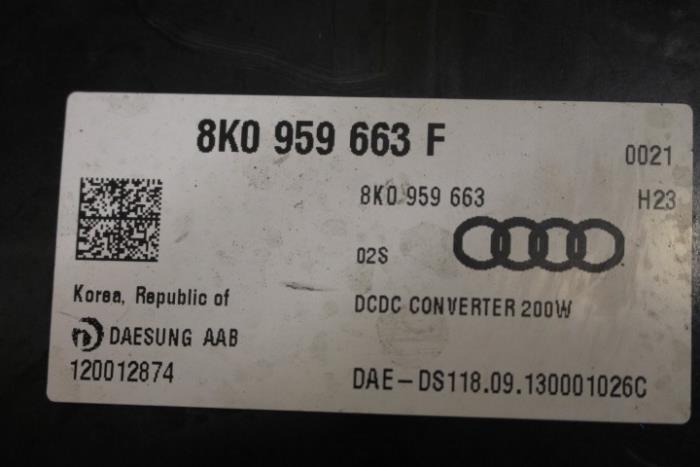 8K0 959 663 F
0021
8K0 959 663
H23
02S
Korea, Republic of
DCDC CONVERTER 200W
DAESUNG AAB
120012874
DAE-DS118.09.130001026C